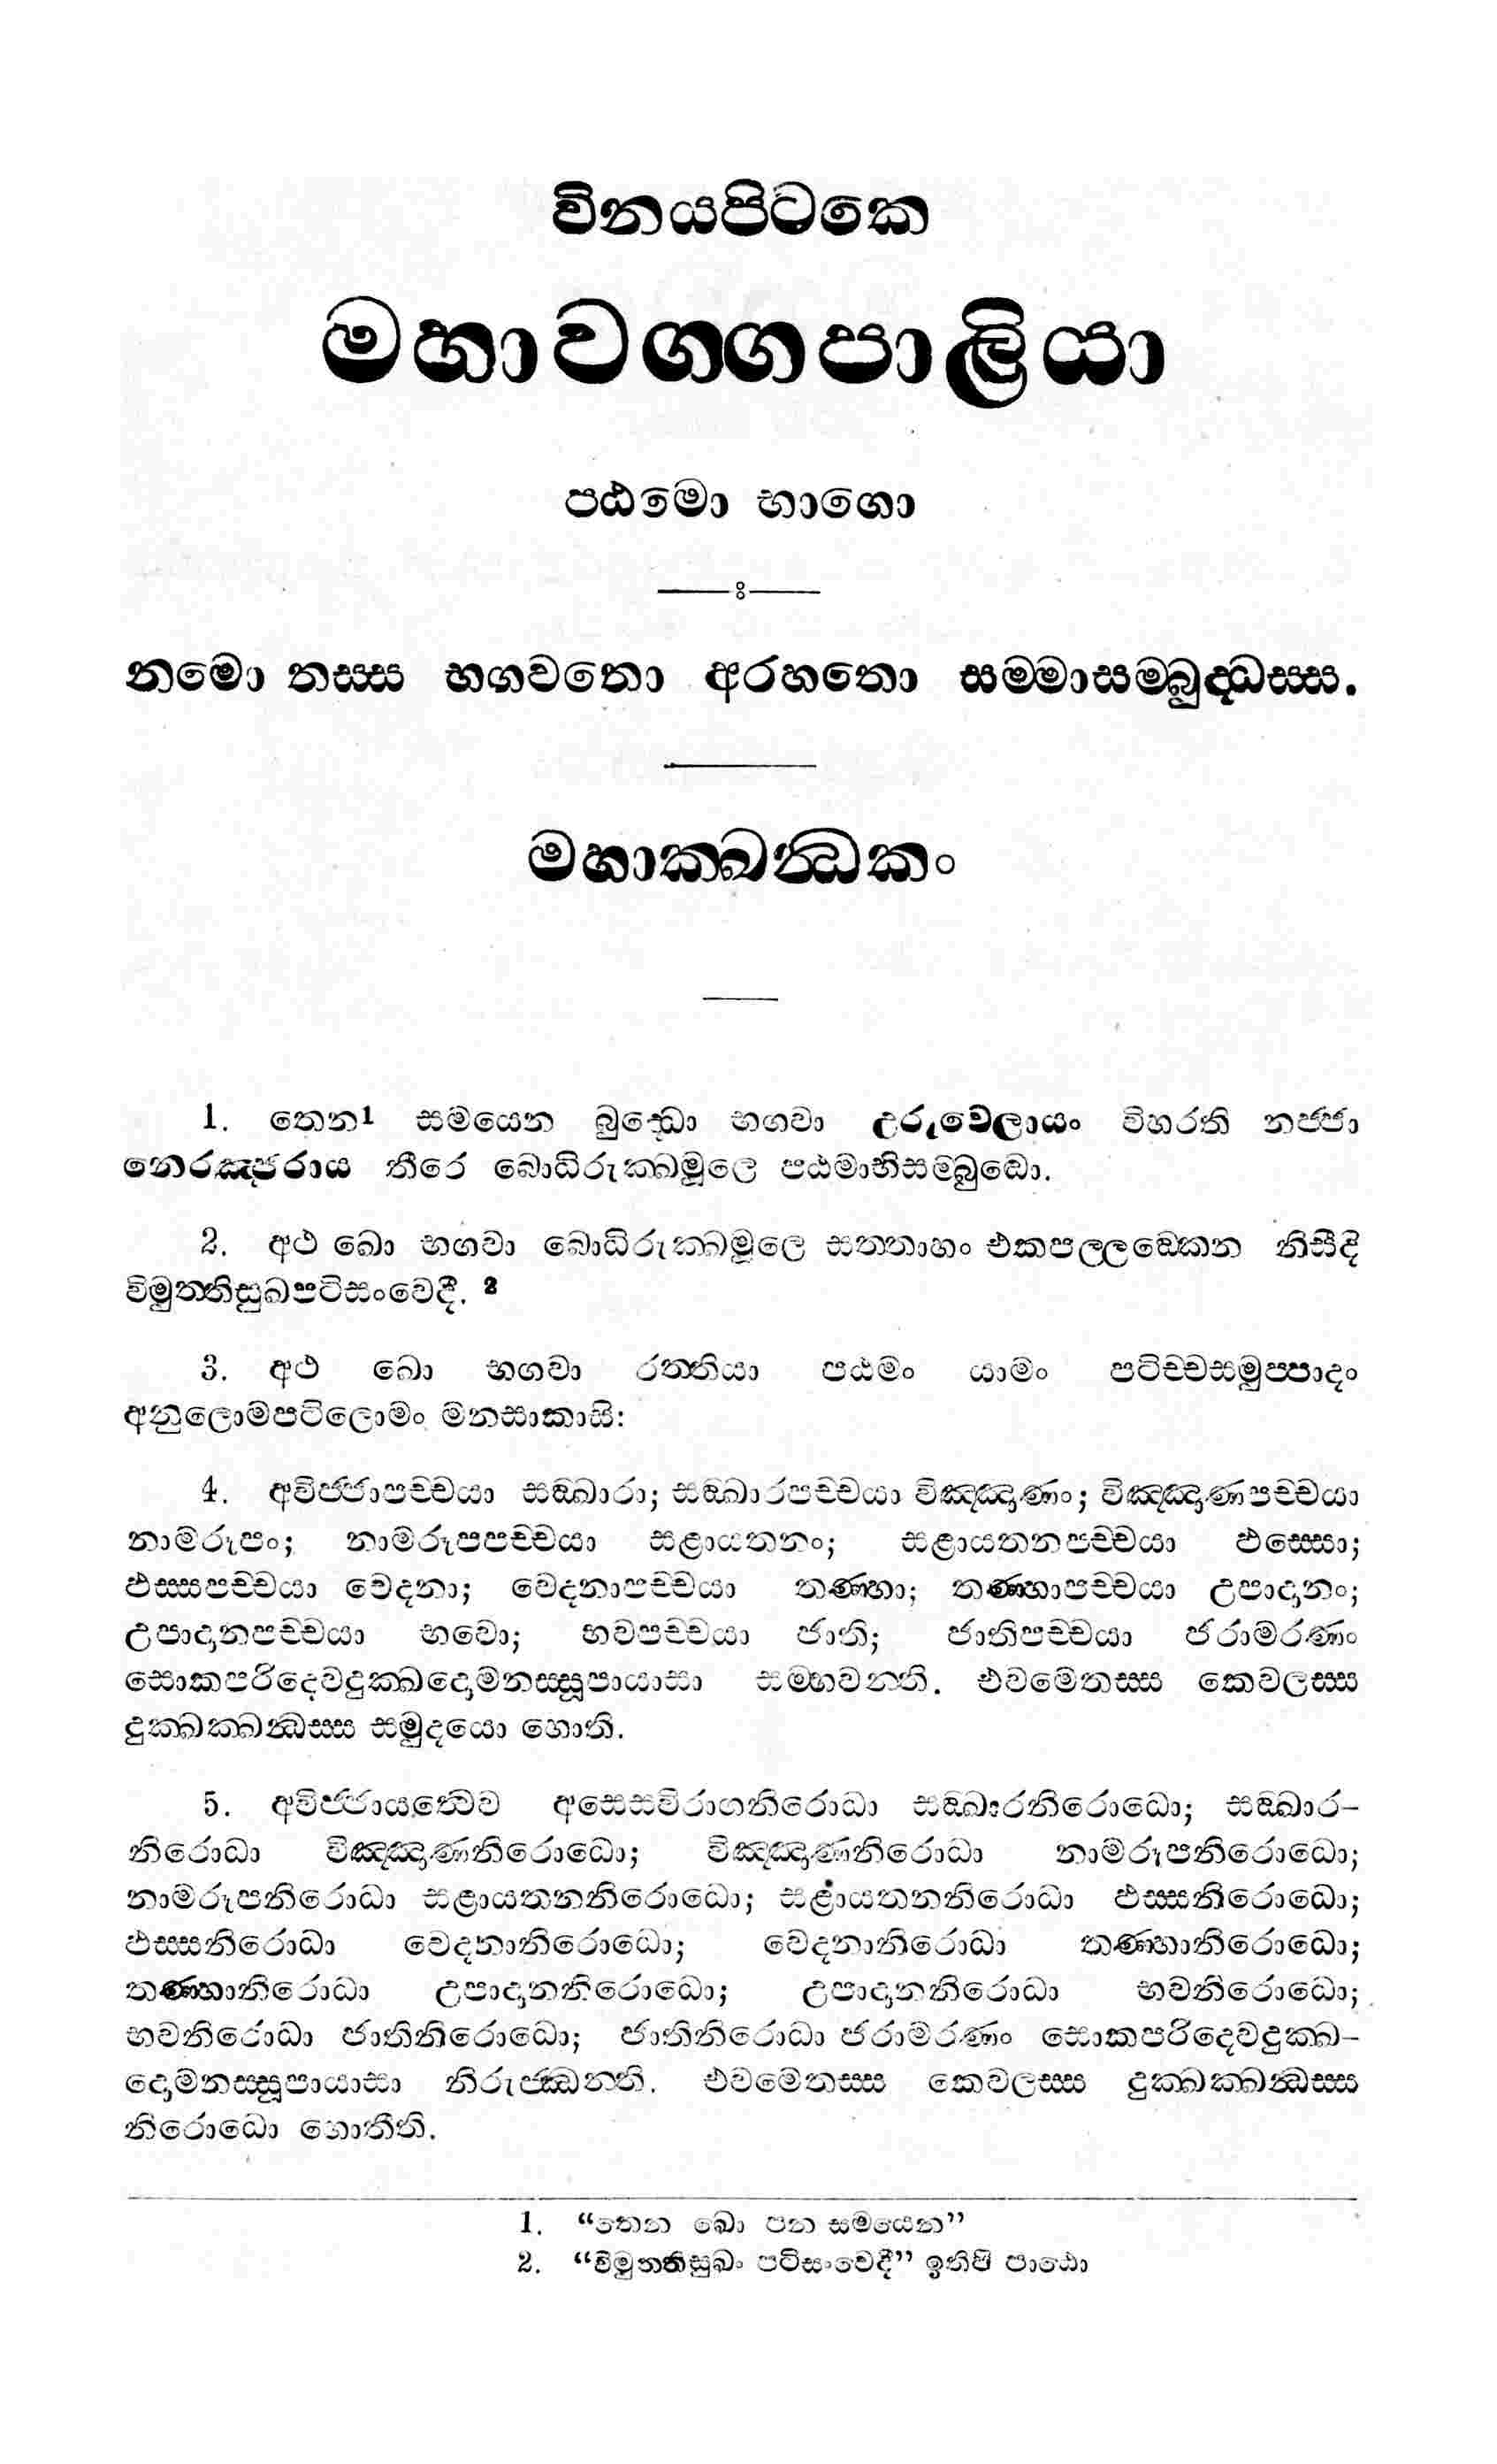 විනයපිටකෙ
මහාවග්ගපාලියා
පඨමො භාගො
නමො තස්ස භගවතො අරහතො සම්මාසම්බුද්ධස්ස.
මහාක්ඛන්ධකං
1. තෙන1 සමයෙන බුද්ධො භගවා උරුවෙලායං විහරති නජ්ජා
නෙරඤ්ජරාය තීරෙ බොධිරුක්ඛමූලෙ පඨමාභිසම්බුද්ධො.
2. අථ ඛො භගවා බොධිරුක්ඛමූලෙ සත්තාහං එකපල්ලඞ්කෙන නිසීදි
විමුත්තිසුඛපටිසංවෙදී. 2
3. අථ ඛො භගවා රත්තියා පඨමං යාමං පටිච්චසමුප්පාදං
අනුලොමපටිලොමං මනසාකාසි:
4. අවිජ්ජාපච්චයා සඞ්ඛාරා; සඞ්ඛාරපච්චයා විඤ්ඤාණං; විඤ්ඤාණපච්චයා
නාමරූපං; නාමරූපපච්චයා සළායතනං; සළායතනපච්චයා ඵස්සො;
ඵස්සපච්චයා වෙදනා; වෙදනාපච්චයා තණ්හා; තණ්හාපච්චයා උපාදානං;
උපාදානපච්චයා භවො; භවපච්චයා ජාති; ජාතිපච්චයා ජරාමරණං
සොකපරිදෙවදුක්ඛදොමනස්සූපායාසා සම්භවන්ති. එවමෙතස්ස කෙවලස්ස
දුක්ඛක්ඛන්ධස්ස සමුදයො හොති.
5. අවිජ්ජායත්වෙව අසෙසවිරාගනිරොධා සඞ්ඛාරනිරොධො; සඞ්ඛාර-
නිරොධා විඤ්ඤාණනිරොධො; විඤ්ඤාණනිරොධා නාමරූපනිරොධො;
නාමරූපනිරොධා සළායතනනිරොධො; සළායතනනිරොධා ඵස්සනිරොධො;
ඵස්සනිරොධා වෙදනානිරොධො; වෙදනානිරොධා තණ්හානිරොධො;
තණ්හානිරොධා උපාදානනිරොධො; උපාදානනිරොධා භවනිරොධො;
භවනිරොධා ජාතිනිරොධො; ජාතිනිරොධා ජරාමරණං සොකපරිදෙවදුක්ඛ-
දොමනස්සූපායාසා නිරුජ්ඣන්ති. එවමෙතස්ස කෙවලස්ස දුක්ඛක්ඛන්ධස්ස
නිරොධො හොතීති.
1. “තෙන ඛො පන සමයෙන”
2. “විමුත්තිසුඛං පටිසංවෙදී” ඉතිපි පාඨො